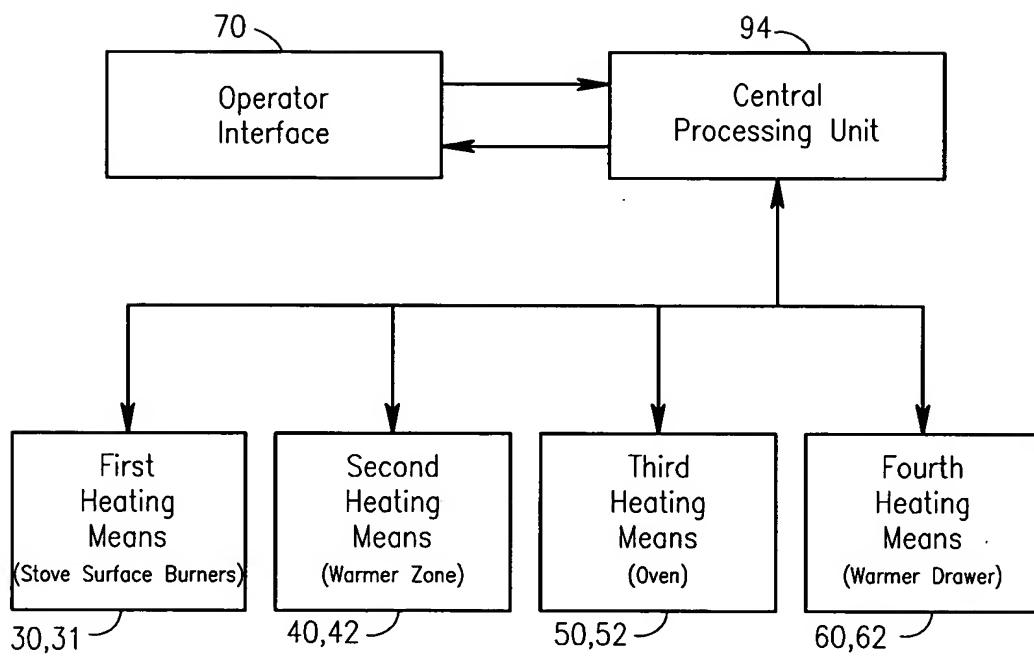 70
94
Operator
Interface
Central
Processing Unit
First
Heating
Means
(Stove Surface Burners)
Second
Heating
Means
(Warmer Zone)
Third
Heating
Means
(Oven)
Fourth
Heating
Means
(Warmer Drawer)
30,31
40,42
50,52
60,62